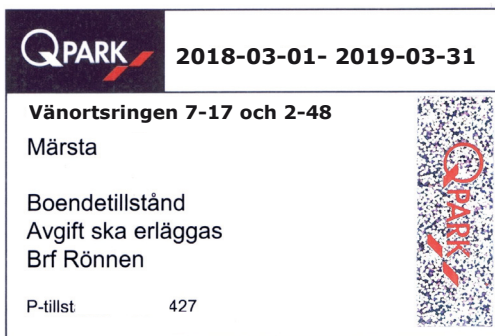 QPARK 2018-03-01- 2019-03-31
Vänortsringen 7-17 och 2-48
Märsta
Boendetillstånd
Avgift ska erläggas
Brf Rönnen
P-tillst 427
QPARK